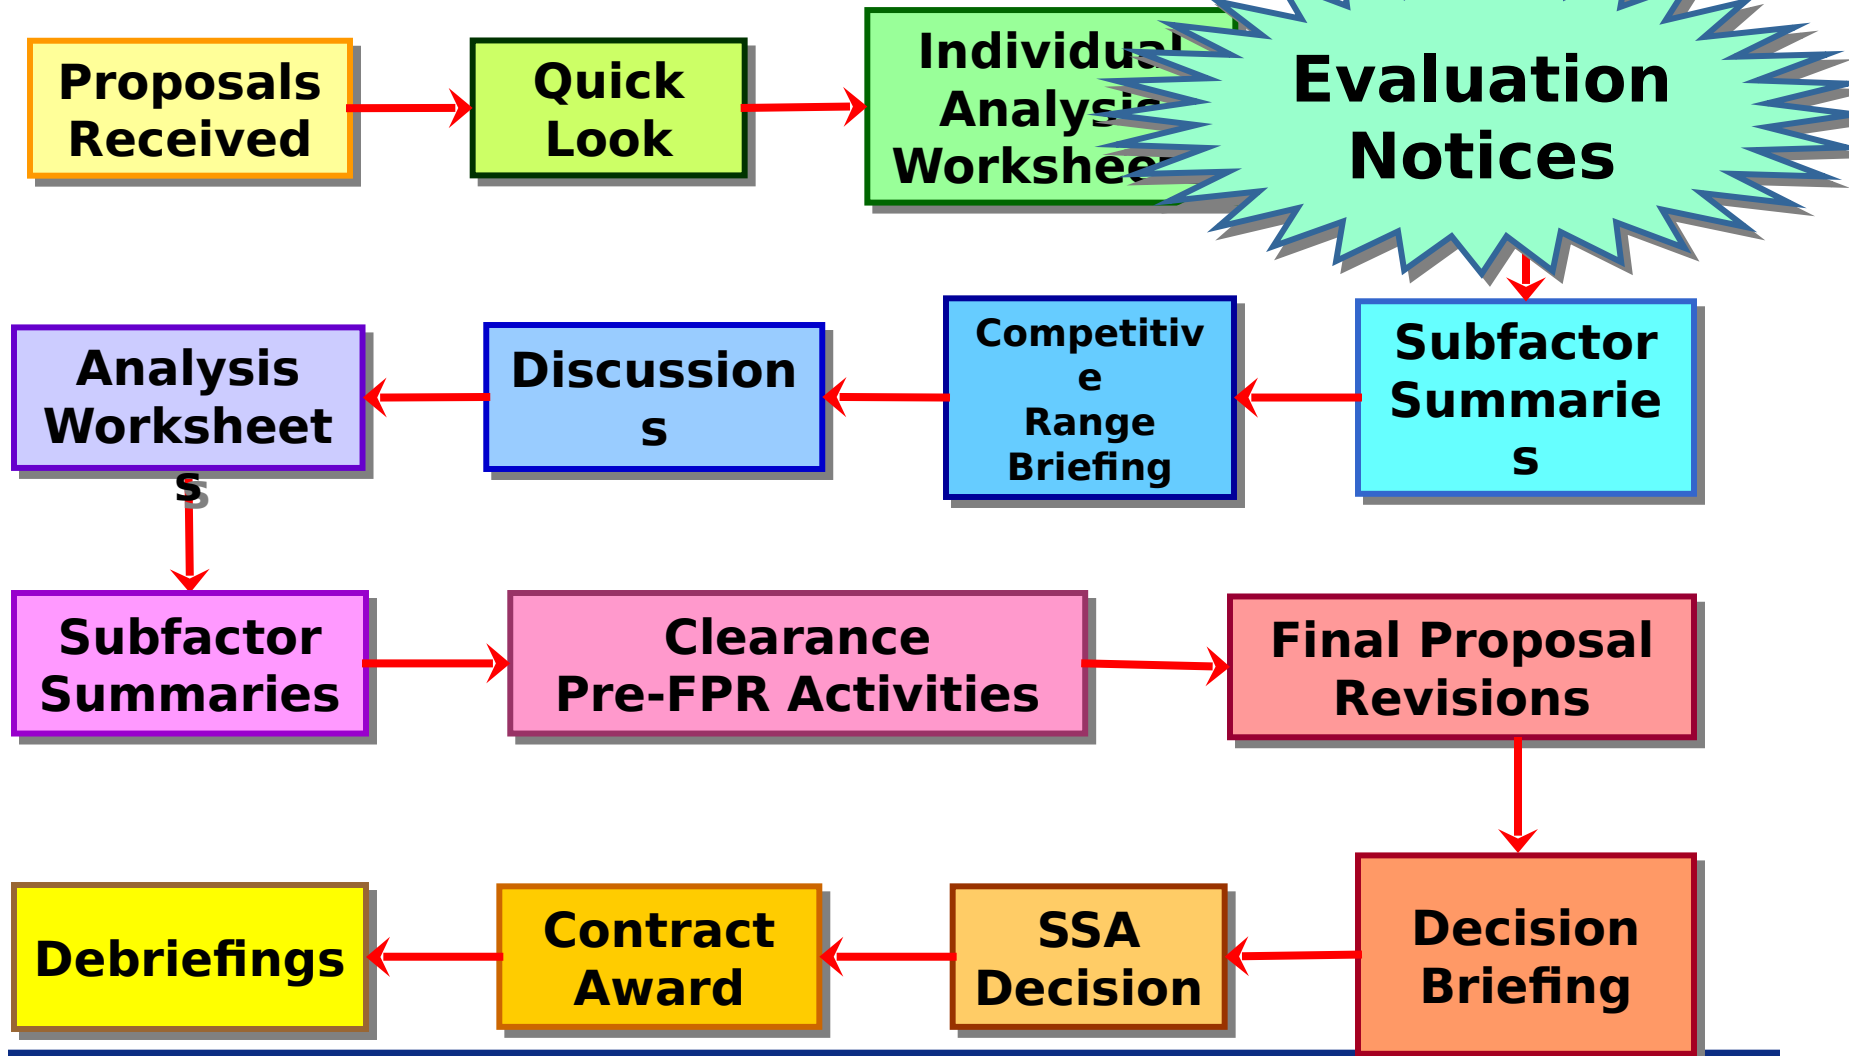 Proposals
Received
Quick
Look
Individual
Analysis
Evaluation
Notices
Subfactor
Summarie
s
Competitiv
e
Range
Briefing
Discussion
s
Analysis
Worksheet
s
Subfactor
Summaries
Clearance
Pre-FPR Activities
Final Proposal
Revisions
Decision
Briefing
SSA
Decision
Contract
Award
Debriefings